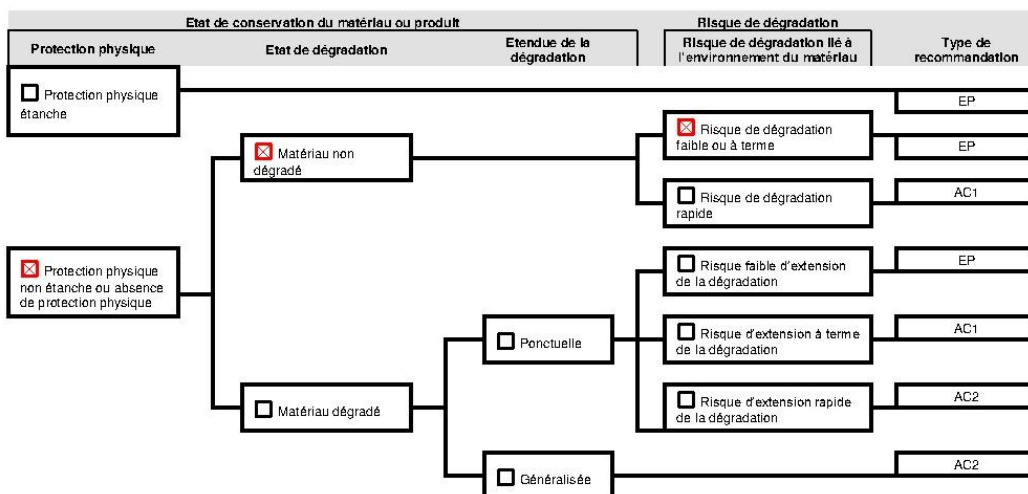 Etat de conservation du matériau ou produit
Risque de dégradation
Protection physique
Etat de dégradation
Etendue de la
dégradation
Risque de dégradation lié à
l'environnement du matériau
Type de
recommandation
Protection physique
étanche
EP
Matériau non
dégradé
Risque de dégradation
faible ou à terme
EP
Risque de dégradation
rapide
AC1
Protection physique
non étanche ou absence
de protection physique
Risque faible d'extension
de la dégradation
EP
Ponctuelle
Risque d'extension à terme
de la dégradation
AC1
Matériau dégradé
Risque d'extension rapide
de la dégradation
AC2
Généralisée
AC2